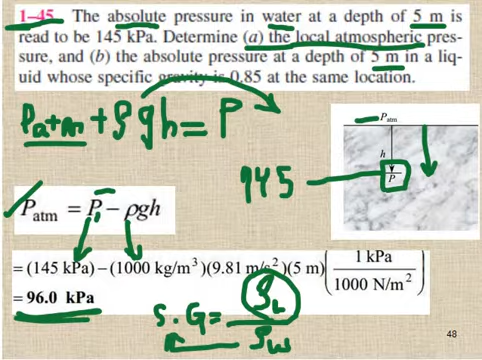 1–45 The absolute pressure in water at a depth of 5 m is
read to be 145 kPa. Determine (a) the local atmospheric pres-
sure, and (b) the absolute pressure at a depth of 5 m in a liq-
uid whose specific gravity is 0.85 at the same location.
Patm + ρgh = P
Patm
h
P
145
Patm = P – ρgh
= (145 kPa) – (1000 kg/m³)(9.81 m/s²)(5 m)(1 kPa / 1000 N/m²)
= 96.0 kPa
S.G = ρL / ρw
48